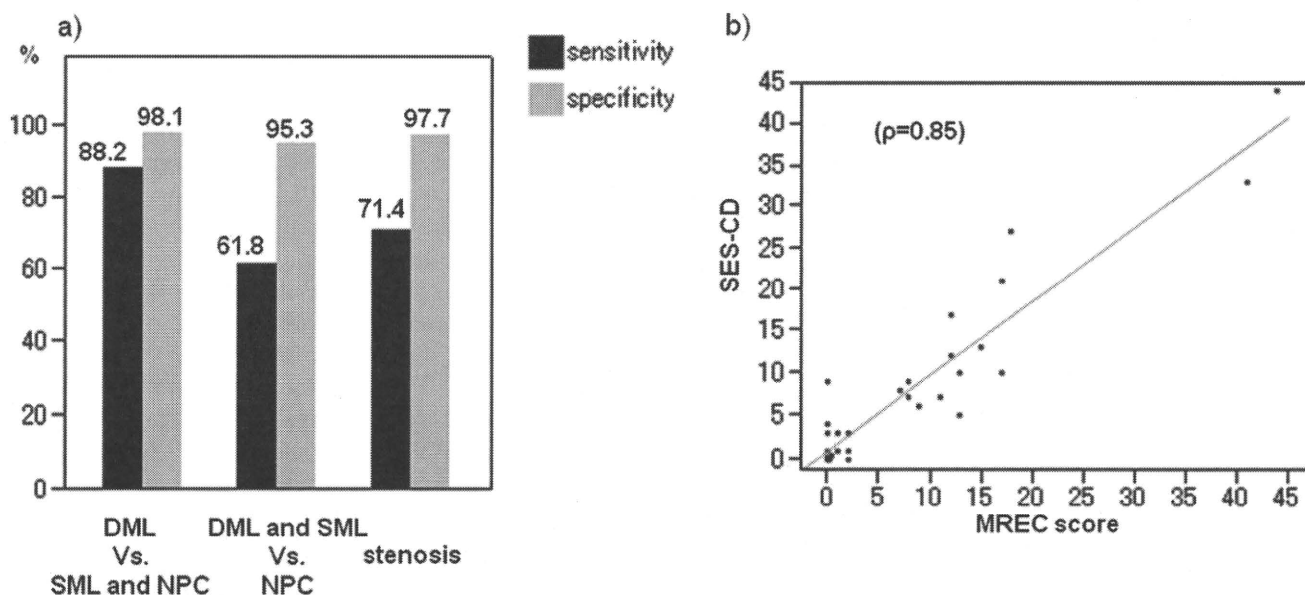 a)
%
100
80
60
40
20
0
88.2
98.1
61.8
95.3
71.4
97.7
DML
Vs.
SML and NPC
DML and SML
Vs.
NPC
stenosis
sensitivity
specificity
b)
SES-CD
45
40
35
30
25
20
15
10
5
0
(ρ=0.85)
0 5 10 15 20 25 30 35 40 45
MREC score